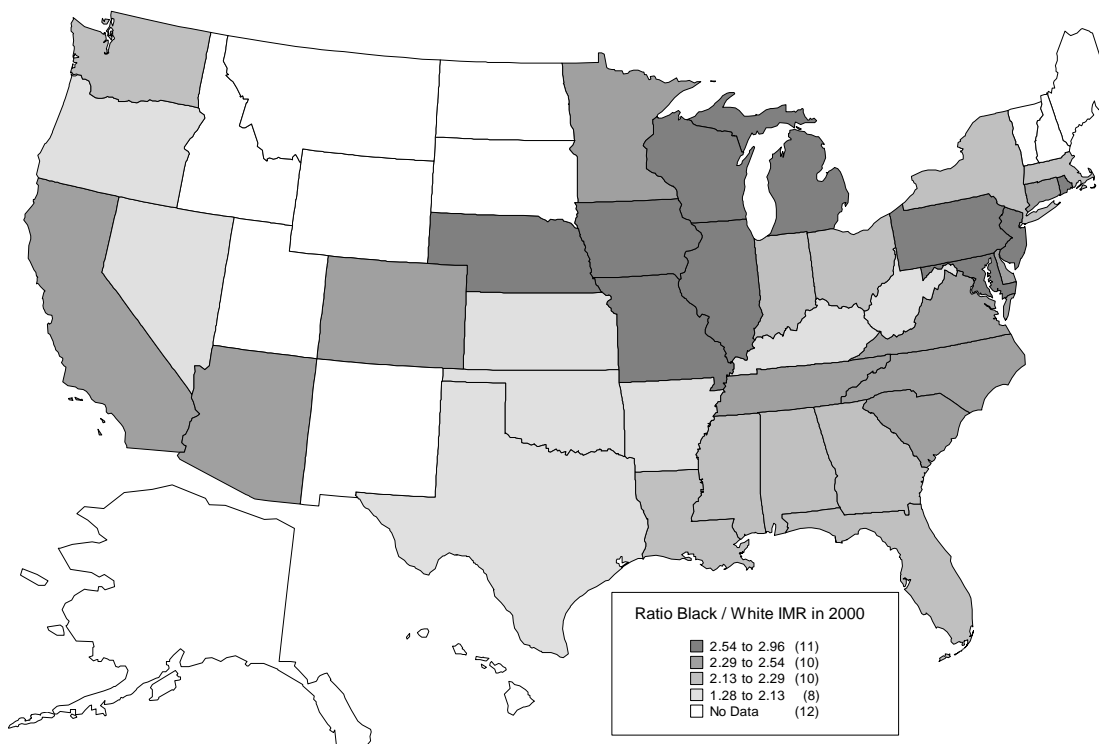 Ratio Black / White IMR in 2000
2.54 to 2.96 (11)
2.29 to 2.54 (10)
2.13 to 2.29 (10)
1.28 to 2.13 (8)
No Data (12)